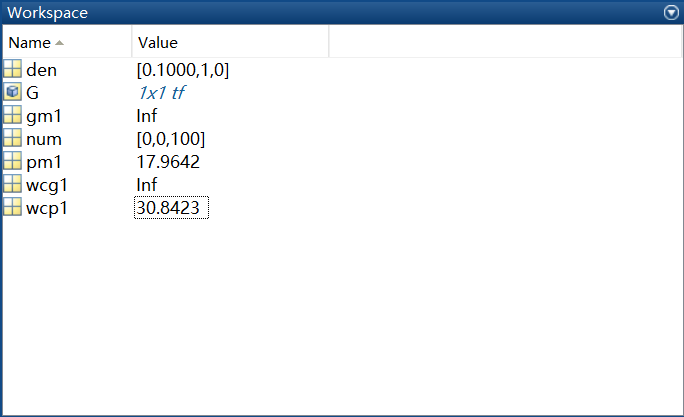 Workspace
Name Value
den [0.1000,1,0]
G 1x1 tf
gm1 Inf
num [0,0,100]
pm1 17.9642
wcg1 Inf
wcp1 30.8423